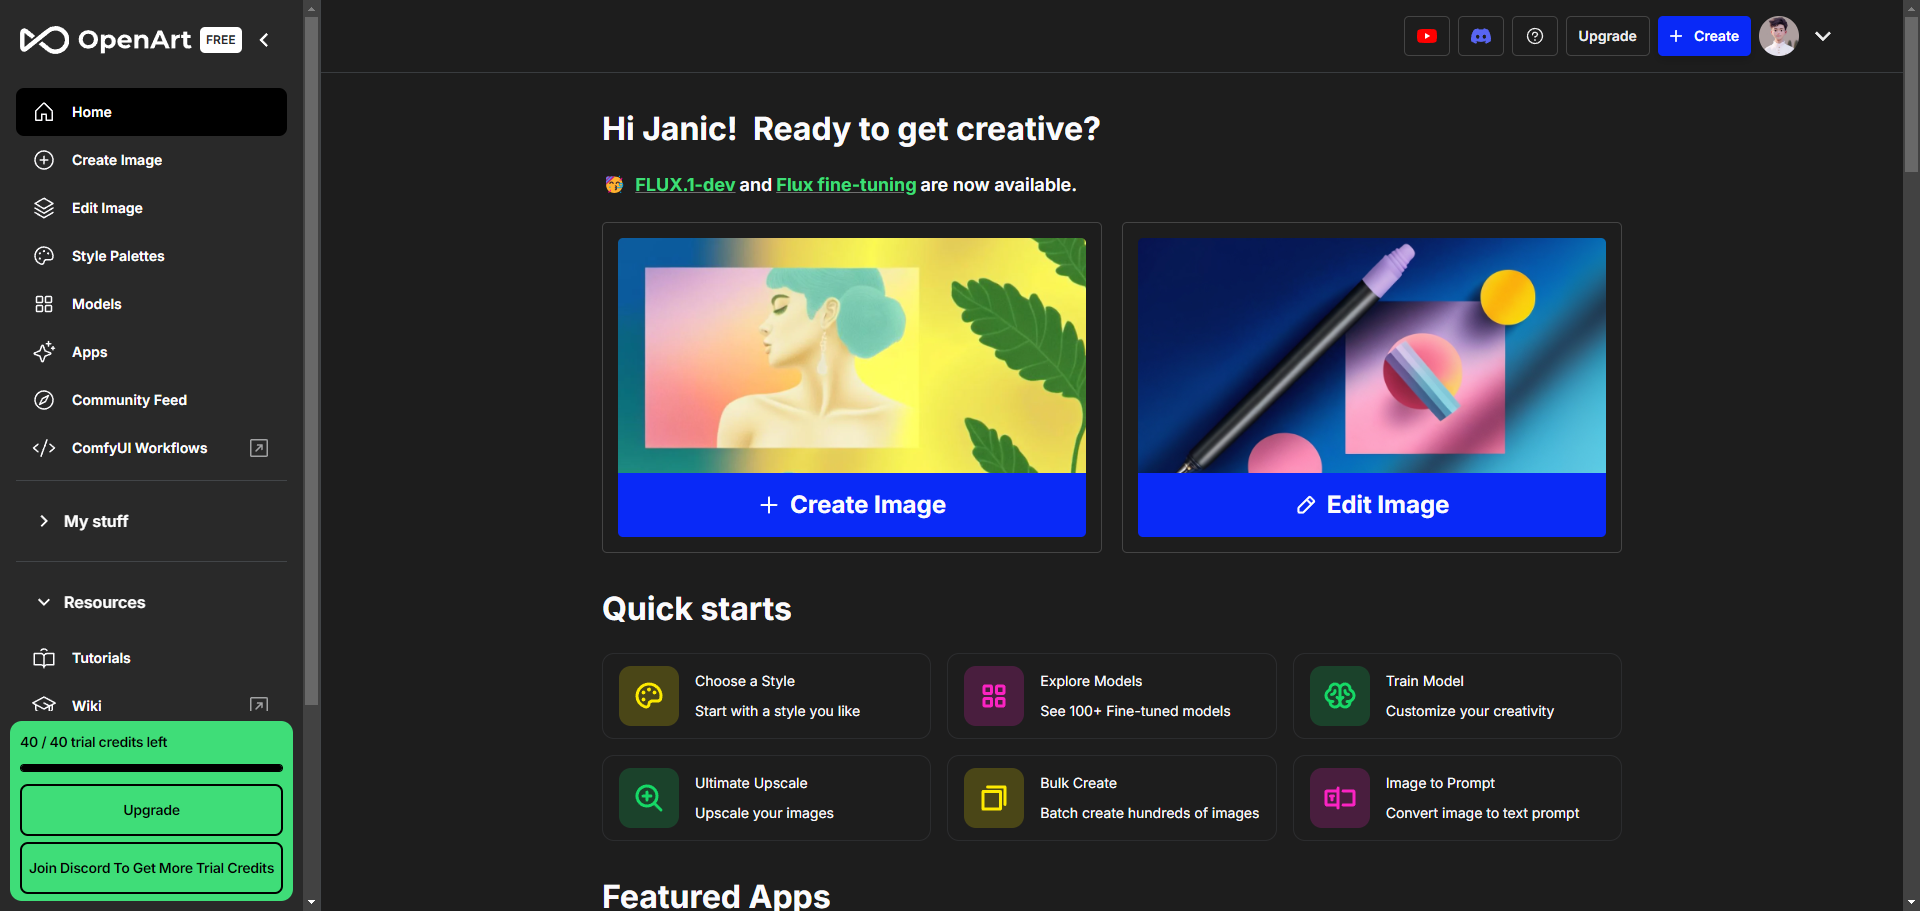 OpenArt FREE
Home
Create Image
Edit Image
Style Palettes
Models
Apps
Community Feed
ComfyUI Workflows
My stuff
Resources
Tutorials
Wiki
40 / 40 trial credits left
Upgrade
Join Discord To Get More Trial Credits
Upgrade
+ Create
Hi Janic! Ready to get creative?
🥳 FLUX.1-dev and Flux fine-tuning are now available.
+ Create Image
Edit Image
Quick starts
Choose a Style
Start with a style you like
Explore Models
See 100+ Fine-tuned models
Train Model
Customize your creativity
Ultimate Upscale
Upscale your images
Bulk Create
Batch create hundreds of images
Image to Prompt
Convert image to text prompt
Featured Apps